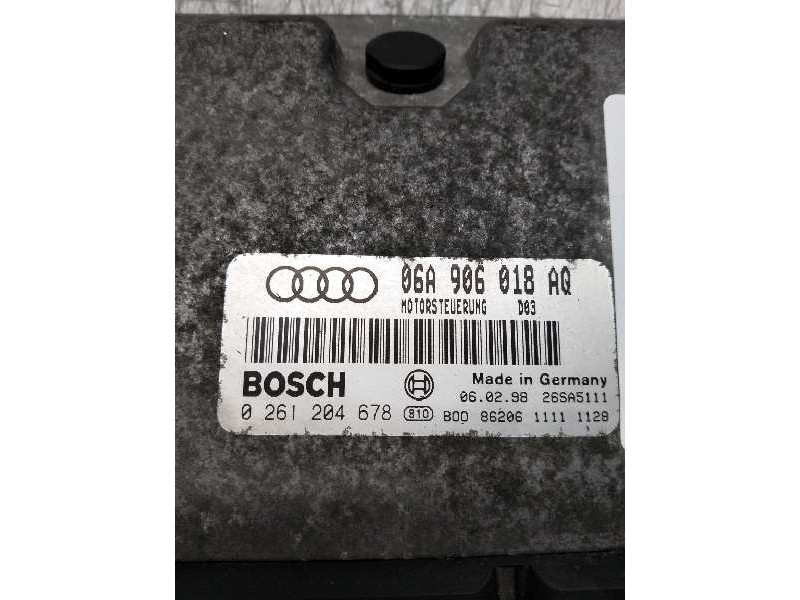 06A 906 018 AQ
MOTORSTEUERUNG D03
BOSCH
Made in Germany
06.02.98 26SA5111
0 261 204 678 810 BOD 86206 1111 1128